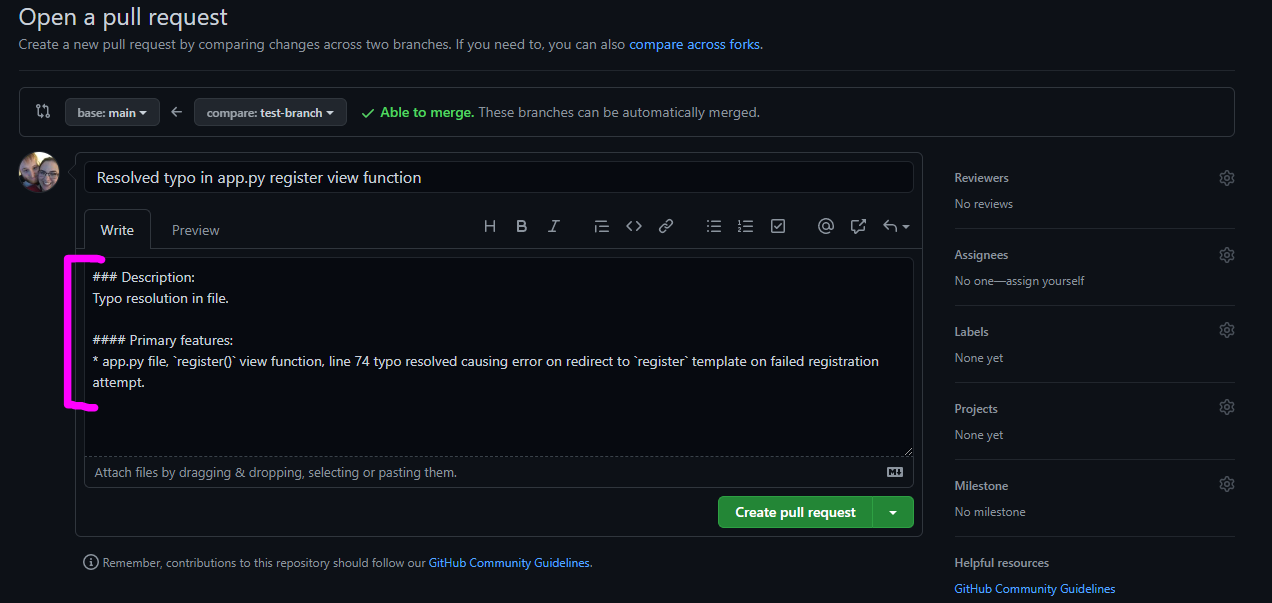 Open a pull request
Create a new pull request by comparing changes across two branches. If you need to, you can also compare across forks.
base: main
compare: test-branch
Able to merge. These branches can be automatically merged.
Resolved typo in app.py register view function
Write
Preview
H B I
### Description:
Typo resolution in file.
#### Primary features:
* app.py file, `register()` view function, line 74 typo resolved causing error on redirect to `register` template on failed registration
attempt.
Attach files by dragging & dropping, selecting or pasting them.
Create pull request
Remember, contributions to this repository should follow our GitHub Community Guidelines.
Reviewers
No reviews
Assignees
No one—assign yourself
Labels
None yet
Projects
None yet
Milestone
No milestone
Helpful resources
GitHub Community Guidelines